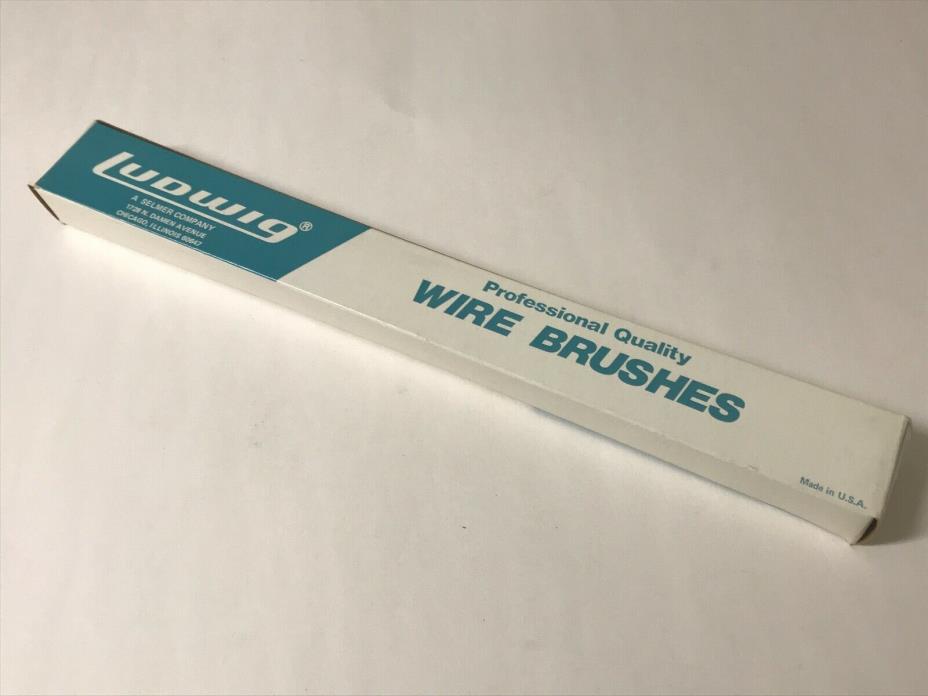 LUDWIG®
A SELMER COMPANY
1728 N. DAMEN AVENUE
CHICAGO, ILLINOIS 60647
Professional Quality
WIRE BRUSHES
Made in U.S.A.